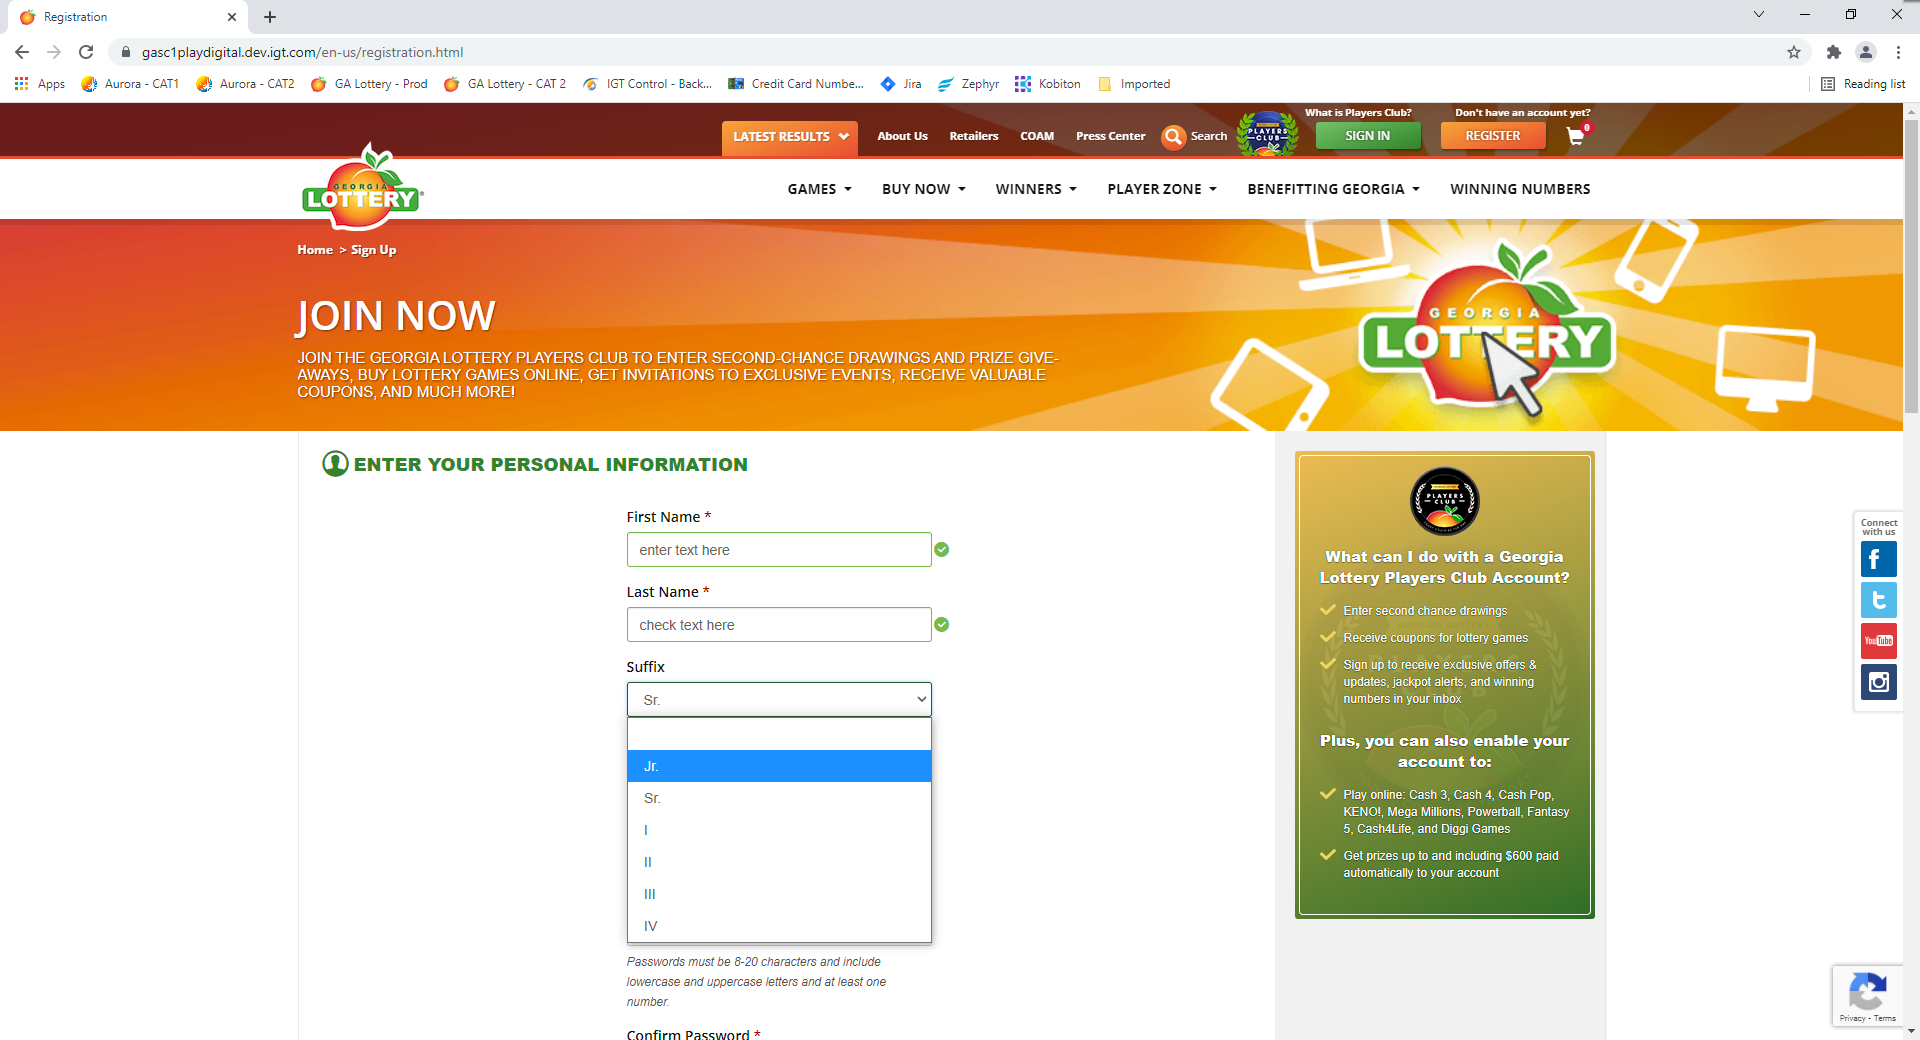 Registration
gasc1playdigital.dev.igt.com/en-us/registration.html
Apps
Aurora - CAT1
Aurora - CAT2
GA Lottery - Prod
GA Lottery - CAT 2
IGT Control - Back...
Credit Card Numbe...
Jira
Zephyr
Kobiton
Imported
Reading list
What is Players Club?
Don't have an account yet?
LATEST RESULTS
About Us
Retailers
COAM
Press Center
Search
PLAYERS
CLUB
SIGN IN
REGISTER
0
GEORGIA
LOTTERY
GAMES
BUY NOW
WINNERS
PLAYER ZONE
BENEFITTING GEORGIA
WINNING NUMBERS
Home > Sign Up
JOIN NOW
JOIN THE GEORGIA LOTTERY PLAYERS CLUB TO ENTER SECOND-CHANCE DRAWINGS AND PRIZE GIVE-
AWAYS, BUY LOTTERY GAMES ONLINE, GET INVITATIONS TO EXCLUSIVE EVENTS, RECEIVE VALUABLE
COUPONS, AND MUCH MORE!
GEORGIA
LOTTERY
ENTER YOUR PERSONAL INFORMATION
First Name *
enter text here
Last Name *
check text here
Suffix
Sr.
Jr.
Sr.
I
II
III
IV
Passwords must be 8-20 characters and include
lowercase and uppercase letters and at least one
number.
Confirm Password *
PLAYERS
CLUB
What can I do with a Georgia
Lottery Players Club Account?
Enter second chance drawings
Receive coupons for lottery games
Sign up to receive exclusive offers &
updates, jackpot alerts, and winning
numbers in your inbox
Plus, you can also enable your
account to:
Play online: Cash 3, Cash 4, Cash Pop,
KENO!, Mega Millions, Powerball, Fantasy
5, Cash4Life, and Diggi Games
Get prizes up to and including $600 paid
automatically to your account
Connect
with us
YouTube
Privacy - Terms